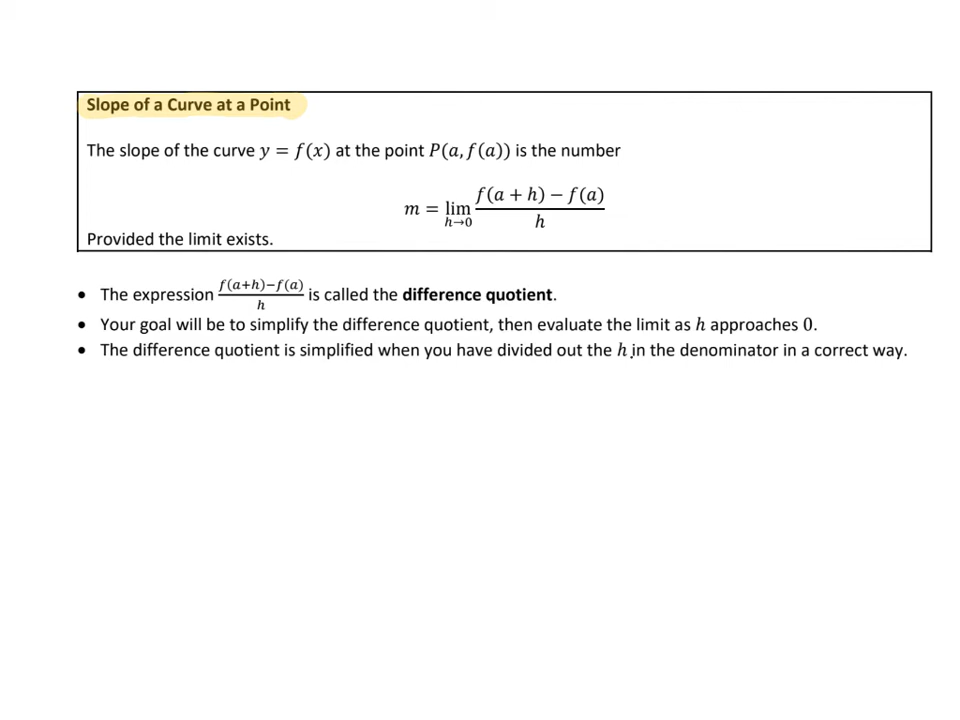 Slope of a Curve at a Point
The slope of the curve y = f(x) at the point P(a, f(a)) is the number
m = lim_{h→0} \frac{f(a + h) − f(a)}{h}
Provided the limit exists.
• The expression \frac{f(a+h)−f(a)}{h} is called the difference quotient.
• Your goal will be to simplify the difference quotient, then evaluate the limit as h approaches 0.
• The difference quotient is simplified when you have divided out the h in the denominator in a correct way.